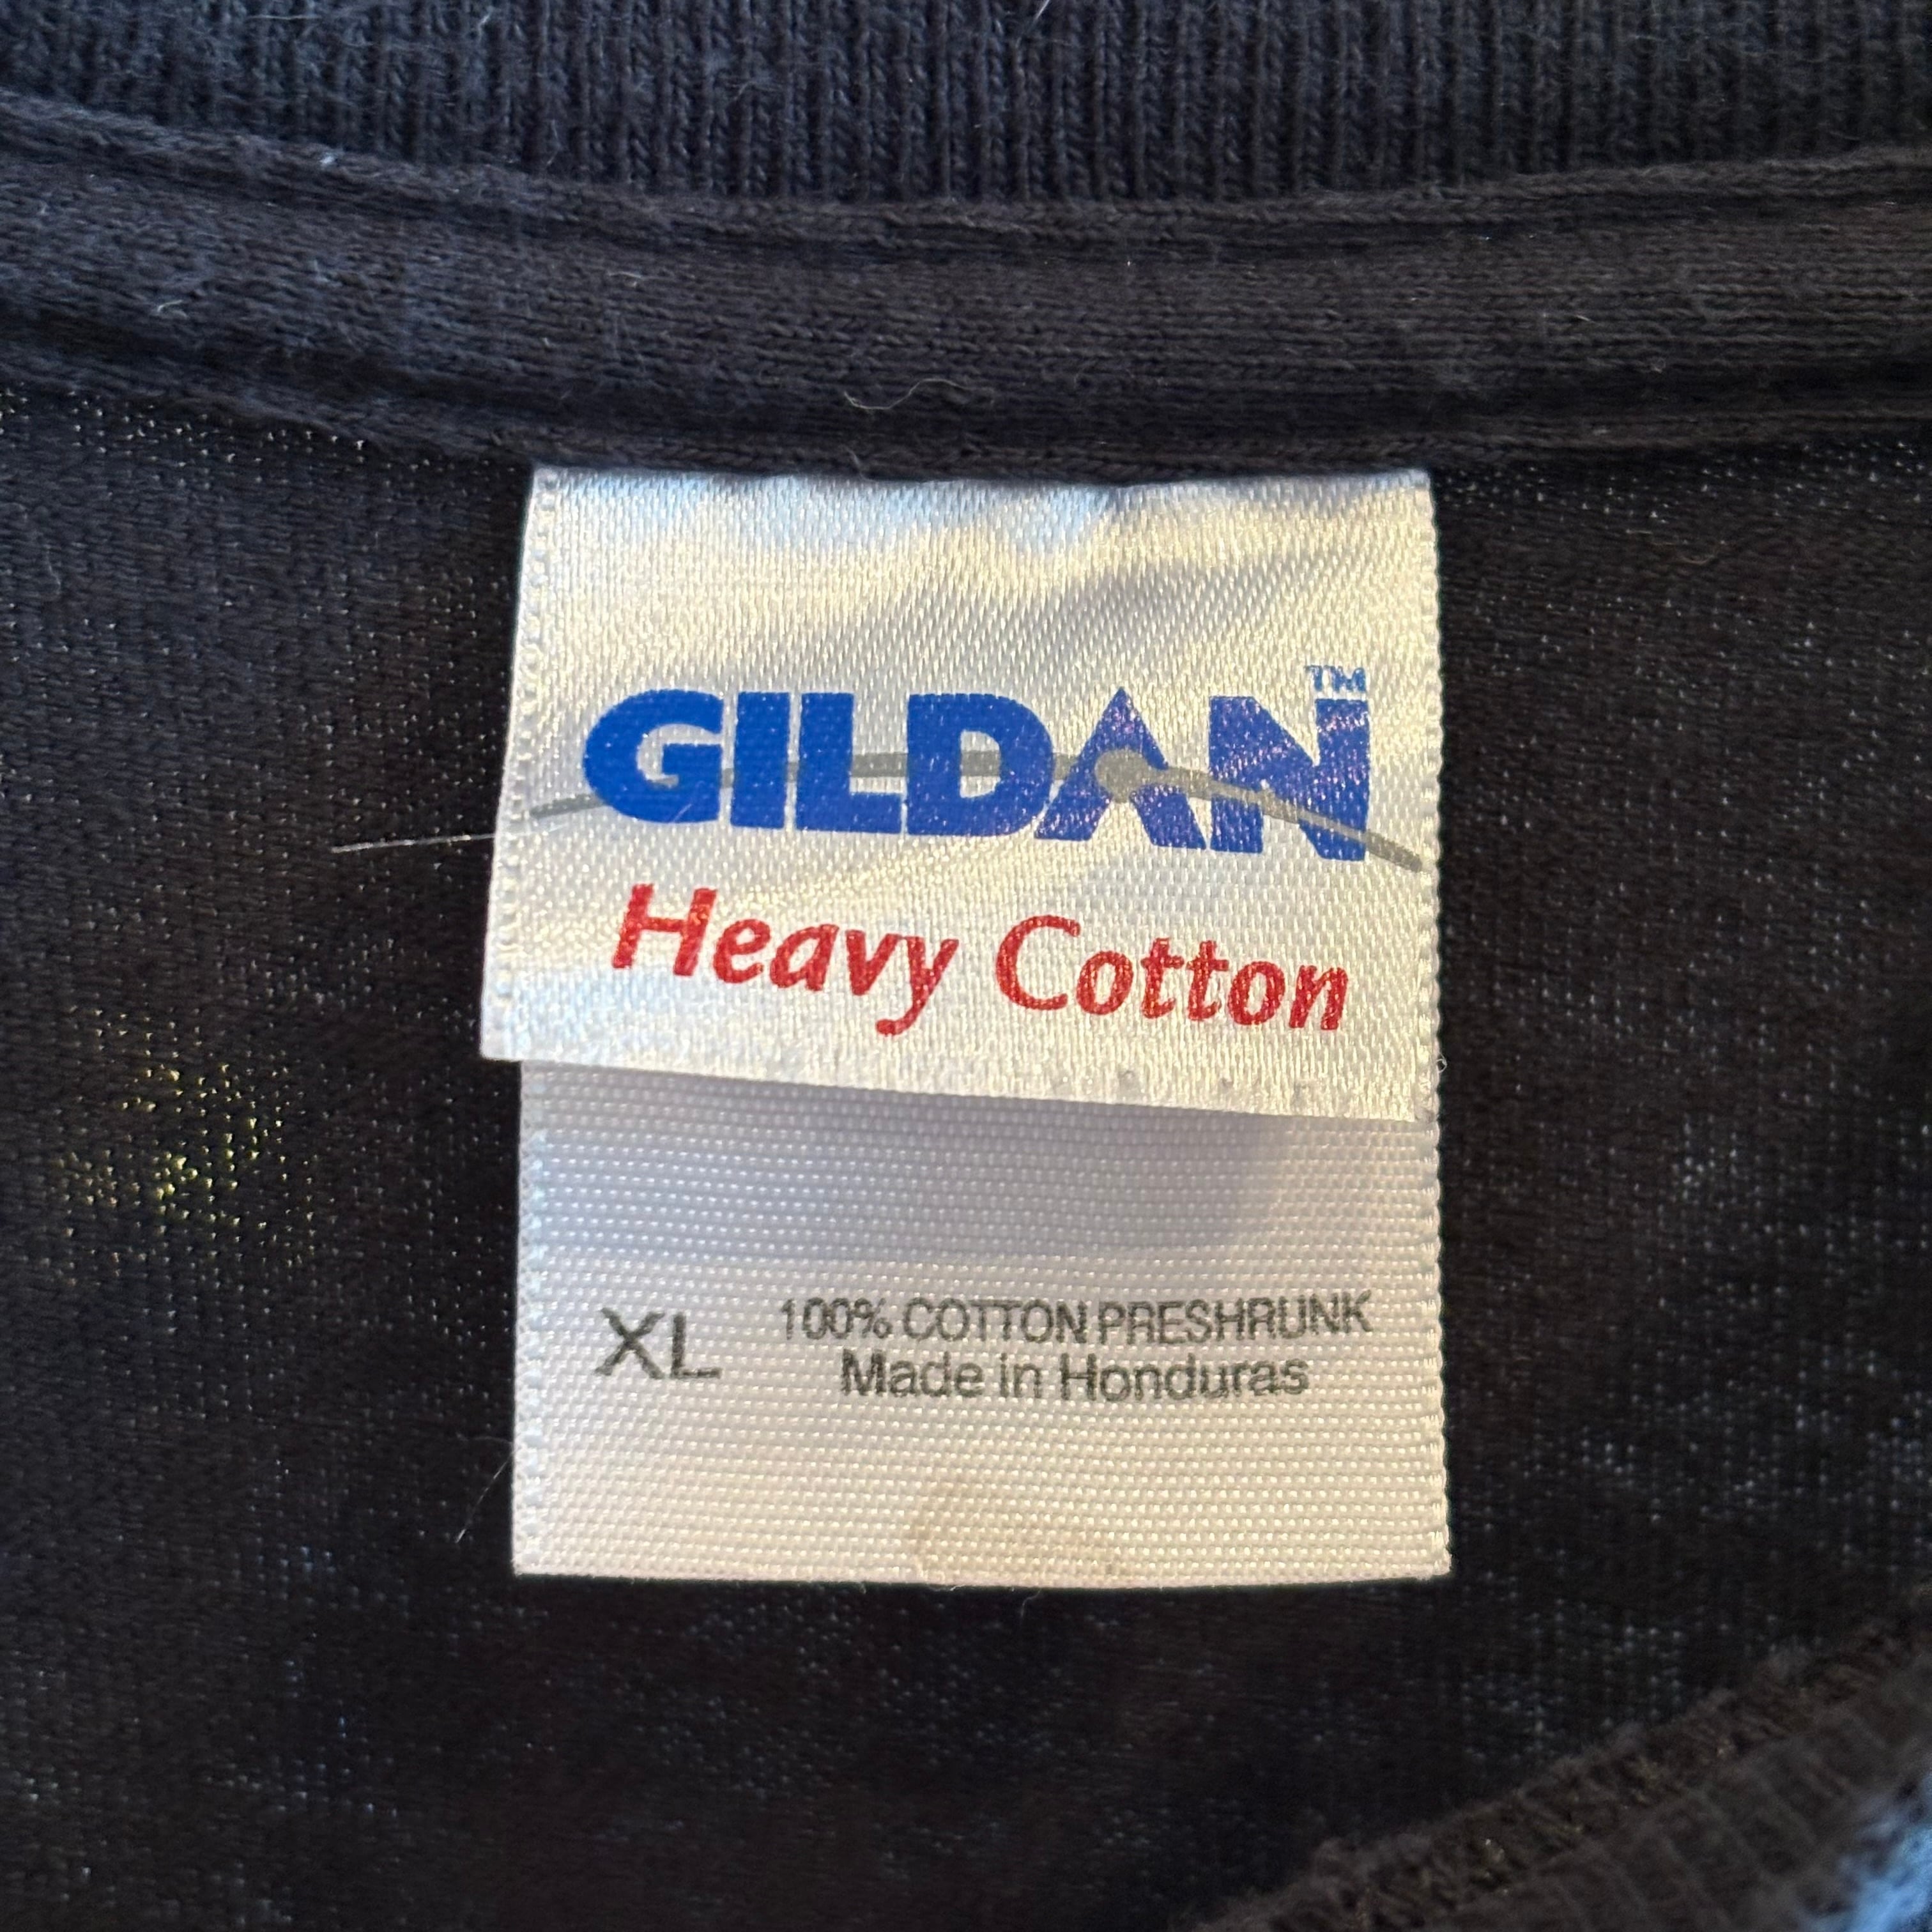 GILDAN™
Heavy Cotton
XL
100% COTTON PRESHRUNK
Made in Honduras